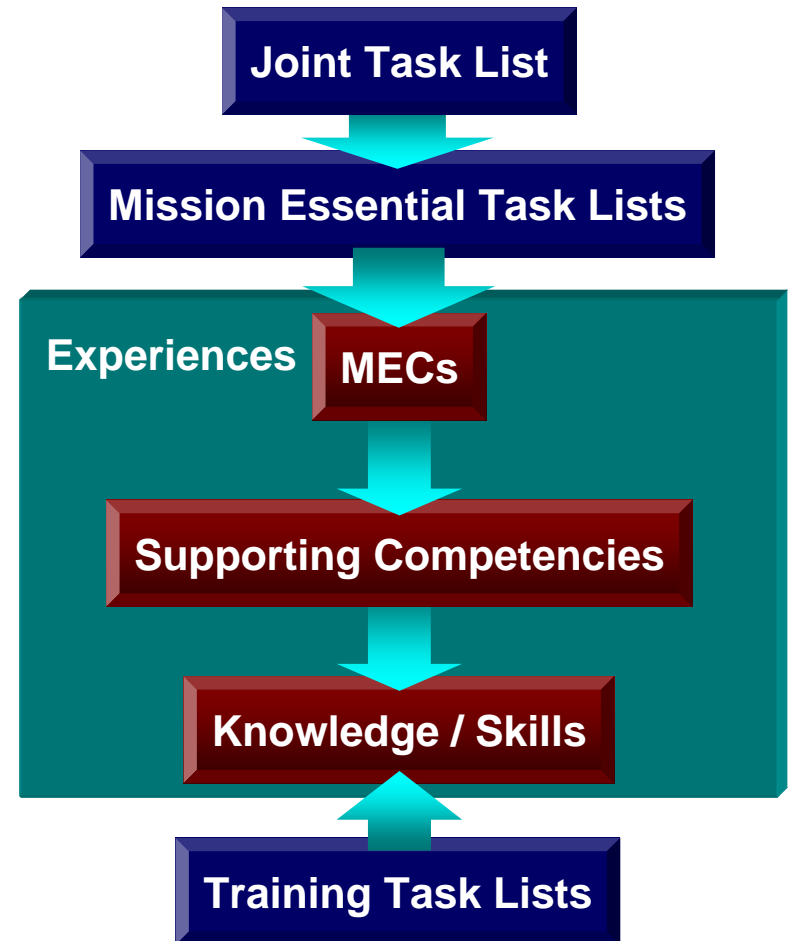 Joint Task List
Mission Essential Task Lists
Experiences
MECs
Supporting Competencies
Knowledge / Skills
Training Task Lists